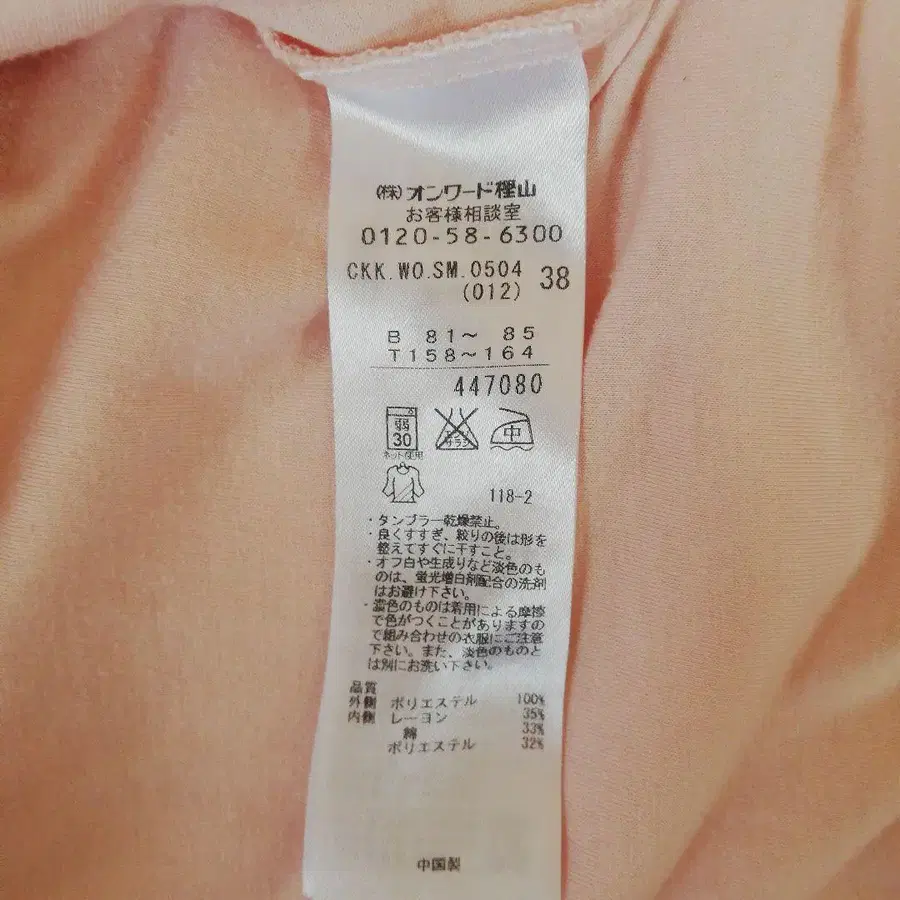 (株)オンワード樫山
お客様相談室
0120-58-6300
CKK.WO.SM.0504 38
(012)
B 81～ 85
T158～164
447080
弱
30
ネット使用
エンソ
サラシ
中
118-2
・タンブラー乾燥禁止。
・良くすすぎ、絞りの後は形を
整えてすぐに干すこと。
・オフ白や生成りなど淡色のも
のは、蛍光増白剤配合の洗剤
はお避け下さい。
・濃色のものは着用による摩擦
で色がつくことがありますの
で組み合わせの衣服にご注意
下さい。また、淡色のものと
は別にお洗い下さい。
品質
外側 ポリエステル 100%
内側 レーヨン 35%
綿 33%
ポリエステル 32%
中国製